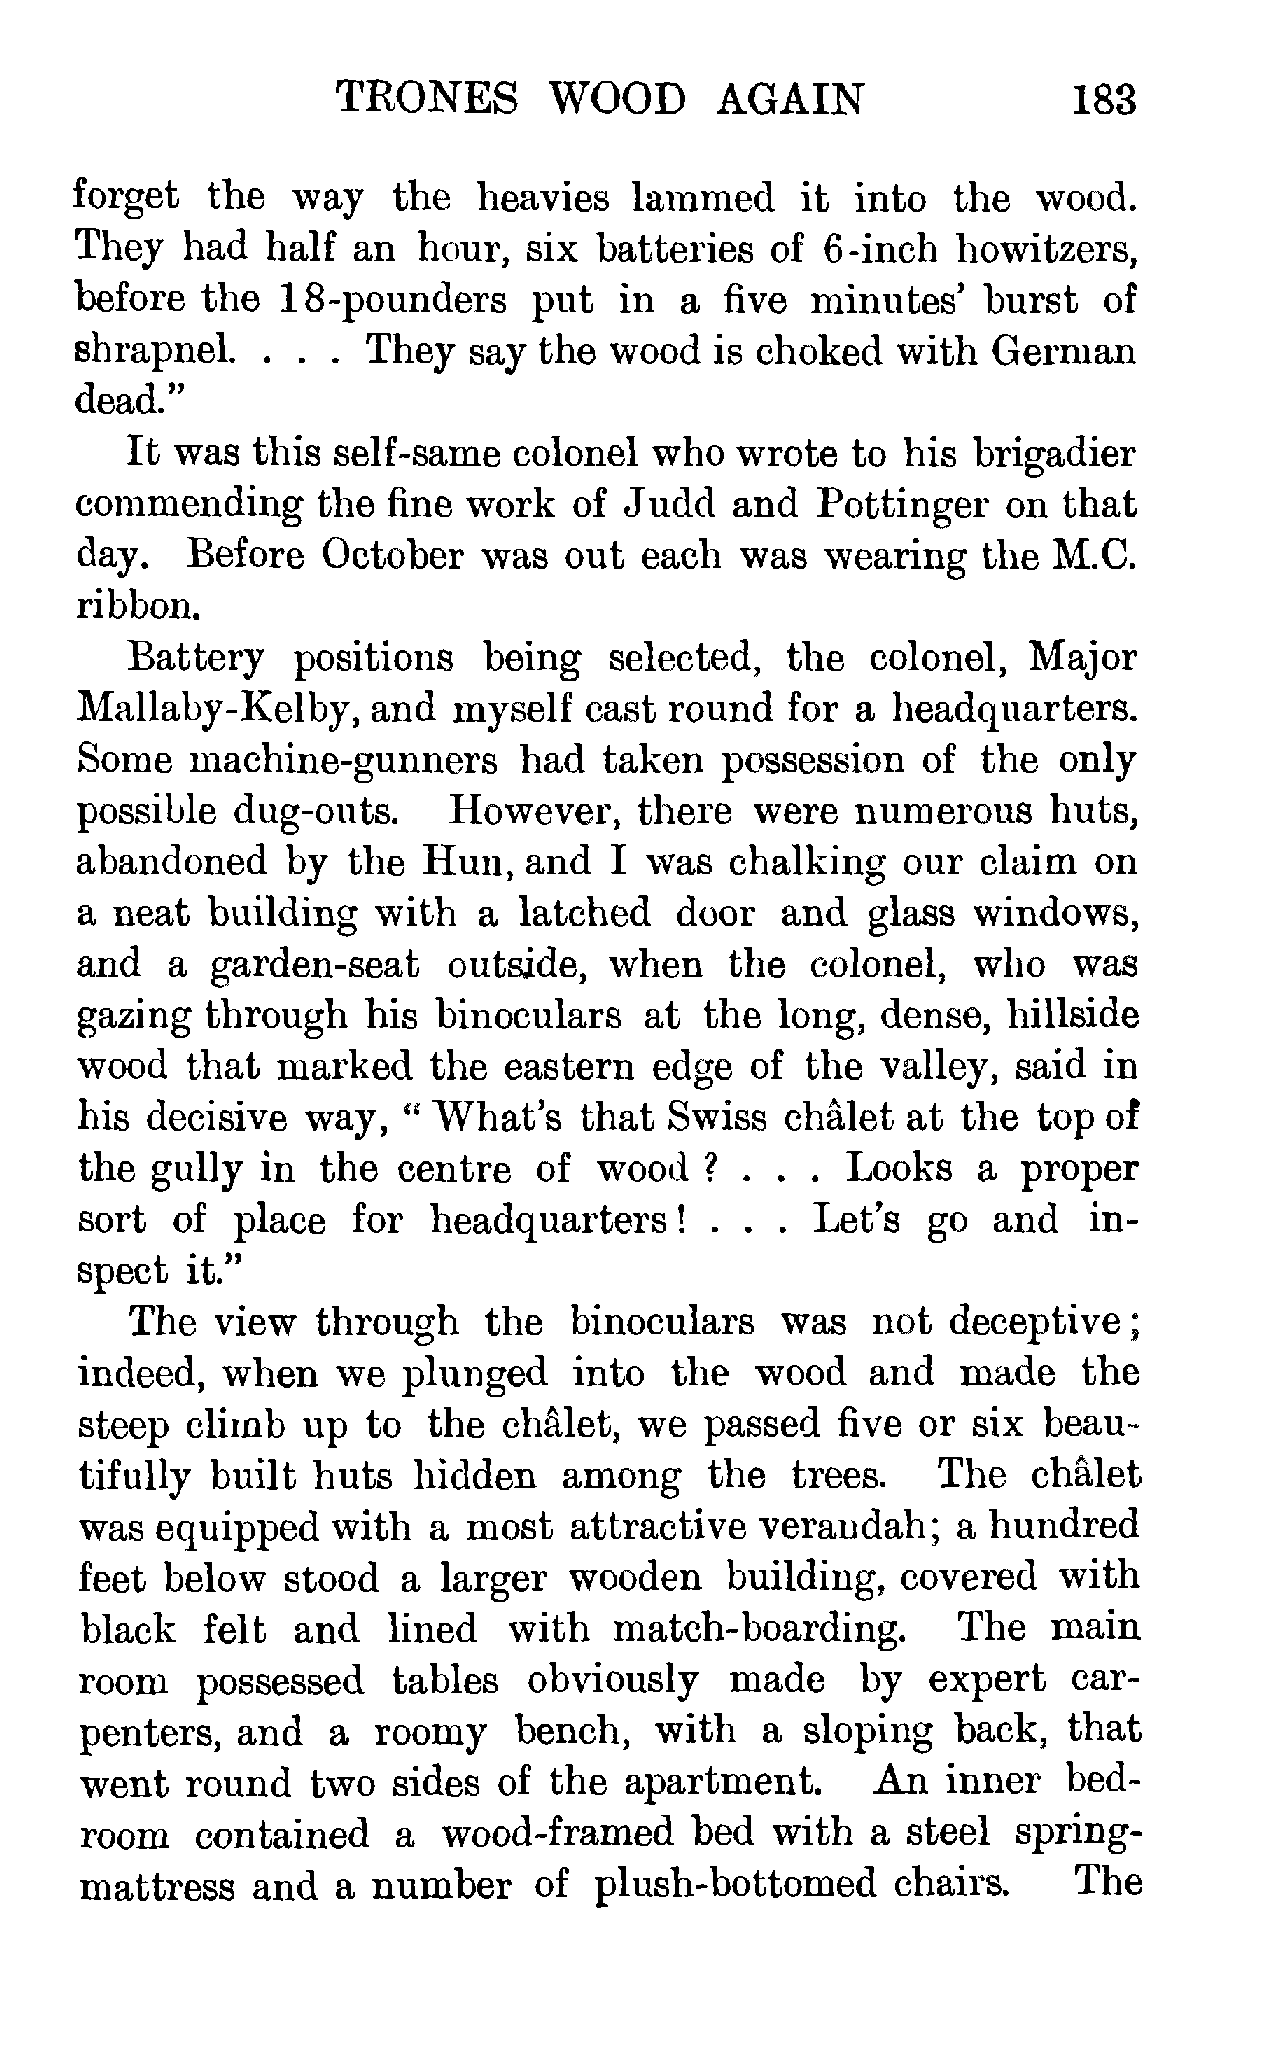 TRONES WOOD AGAIN 183
forget the way the heavies lammed it into the wood.
They had half an hour, six batteries of 6-inch howitzers,
before the 18-pounders put in a five minutes' burst of
shrapnel. . . . They say the wood is choked with German
dead."
It was this self-same colonel who wrote to his brigadier
commending the fine work of Judd and Pottinger on that
day. Before October was out each was wearing the M.C.
ribbon.
Battery positions being selected, the colonel, Major
Mallaby-Kelby, and myself cast round for a headquarters.
Some machine-gunners had taken possession of the only
possible dug-outs. However, there were numerous huts,
abandoned by the Hun, and I was chalking our claim on
a neat building with a latched door and glass windows,
and a garden-seat outside, when the colonel, who was
gazing through his binoculars at the long, dense, hillside
wood that marked the eastern edge of the valley, said in
his decisive way, " What's that Swiss châlet at the top of
the gully in the centre of wood ? . . . Looks a proper
sort of place for headquarters ! . . . Let's go and in-
spect it."
The view through the binoculars was not deceptive ;
indeed, when we plunged into the wood and made the
steep climb up to the châlet, we passed five or six beau-
tifully built huts hidden among the trees. The châlet
was equipped with a most attractive verandah; a hundred
feet below stood a larger wooden building, covered with
black felt and lined with match-boarding. The main
room possessed tables obviously made by expert car-
penters, and a roomy bench, with a sloping back, that
went round two sides of the apartment. An inner bed-
room contained a wood-framed bed with a steel spring-
mattress and a number of plush-bottomed chairs. The